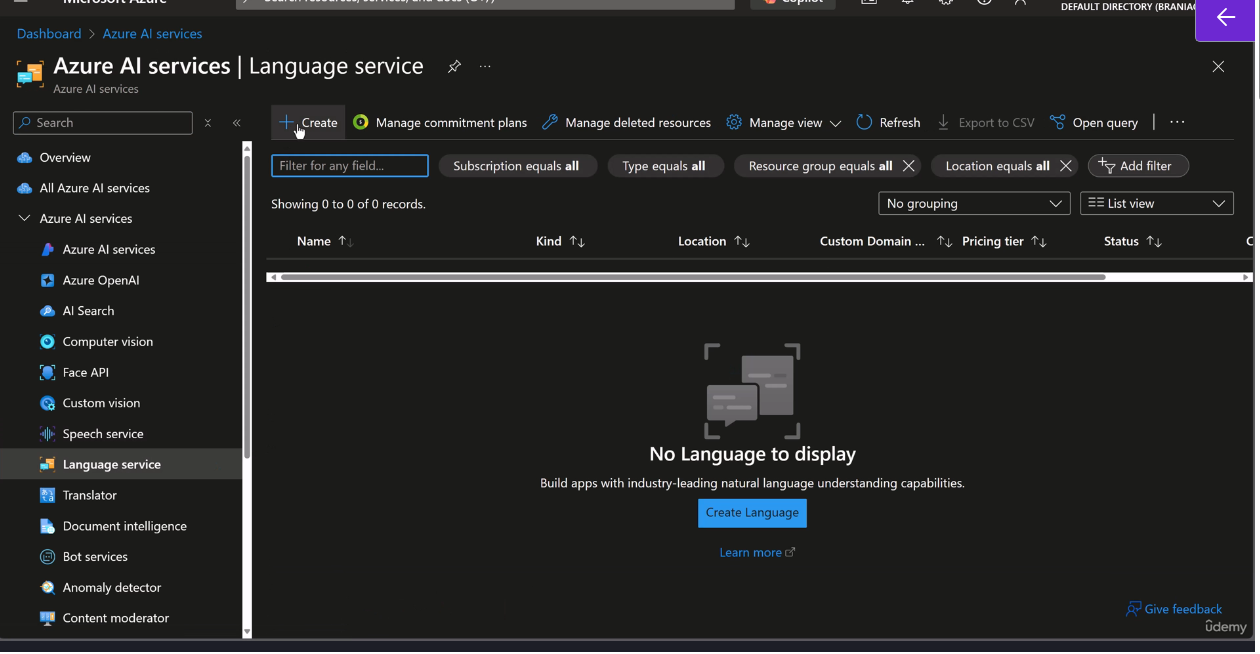 Microsoft Azure
Search resources, services, and docs (G+/)
Copilot
DEFAULT DIRECTORY
Dashboard > Azure AI services
Azure AI services | Language service
Azure AI services
Search
+ Create
Manage commitment plans
Manage deleted resources
Manage view
Refresh
Export to CSV
Open query
Filter for any field...
Subscription equals all
Type equals all
Resource group equals all
Location equals all
Add filter
Showing 0 to 0 of 0 records.
No grouping
List view
Name
Kind
Location
Custom Domain ...
Pricing tier
Status
Overview
All Azure AI services
Azure AI services
Azure AI services
Azure OpenAI
AI Search
Computer vision
Face API
Custom vision
Speech service
Language service
Translator
Document intelligence
Bot services
Anomaly detector
Content moderator
No Language to display
Build apps with industry-leading natural language understanding capabilities.
Create Language
Learn more
Give feedback
ûdemy